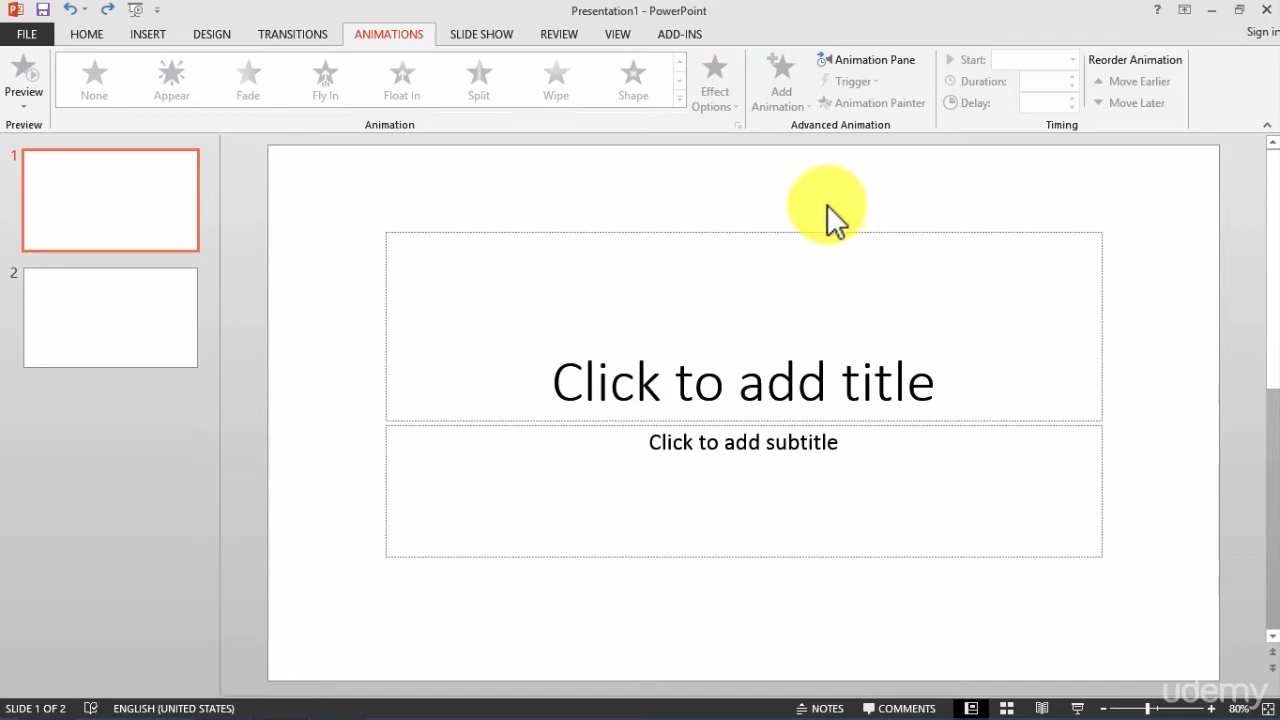 Presentation1 - PowerPoint
?
Sign in
FILE HOME INSERT DESIGN TRANSITIONS ANIMATIONS SLIDE SHOW REVIEW VIEW ADD-INS
Preview
None Appear Fade Fly In Float In Split Wipe Shape
Effect
Options
Add
Animation
Animation Pane
Trigger
Animation Painter
Start:
Duration:
Delay:
Reorder Animation
Move Earlier
Move Later
Preview Animation Advanced Animation Timing
1
2
Click to add title
Click to add subtitle
udemy
SLIDE 1 OF 2 ENGLISH (UNITED STATES) NOTES COMMENTS 80%